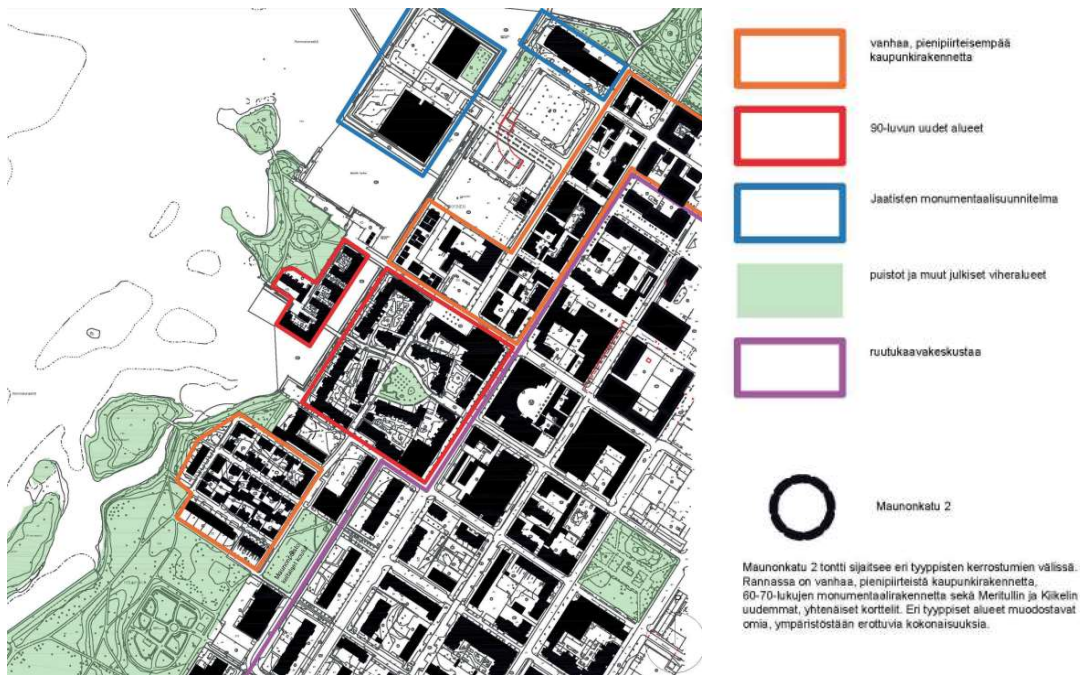 vanhaa, pienipiirteisempää
kaupunkirakennetta
90-luvun uudet alueet
Jaatisten monumentaalisuunnitelma
puistot ja muut julkiset viheralueet
ruutukaavakeskustaa
Maunonkatu 2
Maunonkatu 2 tontti sijaitsee eri tyyppisten kerrostumien välissä.
Rannassa on vanhaa, pienipiirteistä kaupunkirakennetta,
60-70-lukujen monumentaalirakennetta sekä Meritullin ja Kiikelin
uudemmat, yhtenäiset korttelit. Eri tyyppiset alueet muodostavat
omia, ympäristöstään erottuvia kokonaisuuksia.